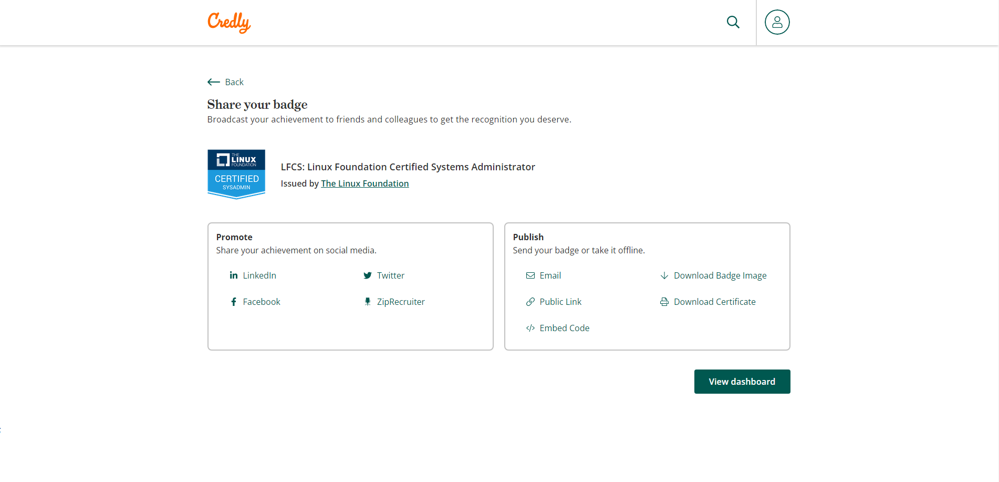 Credly
Back
Share your badge
Broadcast your achievement to friends and colleagues to get the recognition you deserve.
THE
LINUX
FOUNDATION
CERTIFIED
SYSADMIN
LFCS: Linux Foundation Certified Systems Administrator
Issued by The Linux Foundation
Promote
Share your achievement on social media.
LinkedIn
Twitter
Facebook
ZipRecruiter
Publish
Send your badge or take it offline.
Email
Download Badge Image
Public Link
Download Certificate
Embed Code
View dashboard